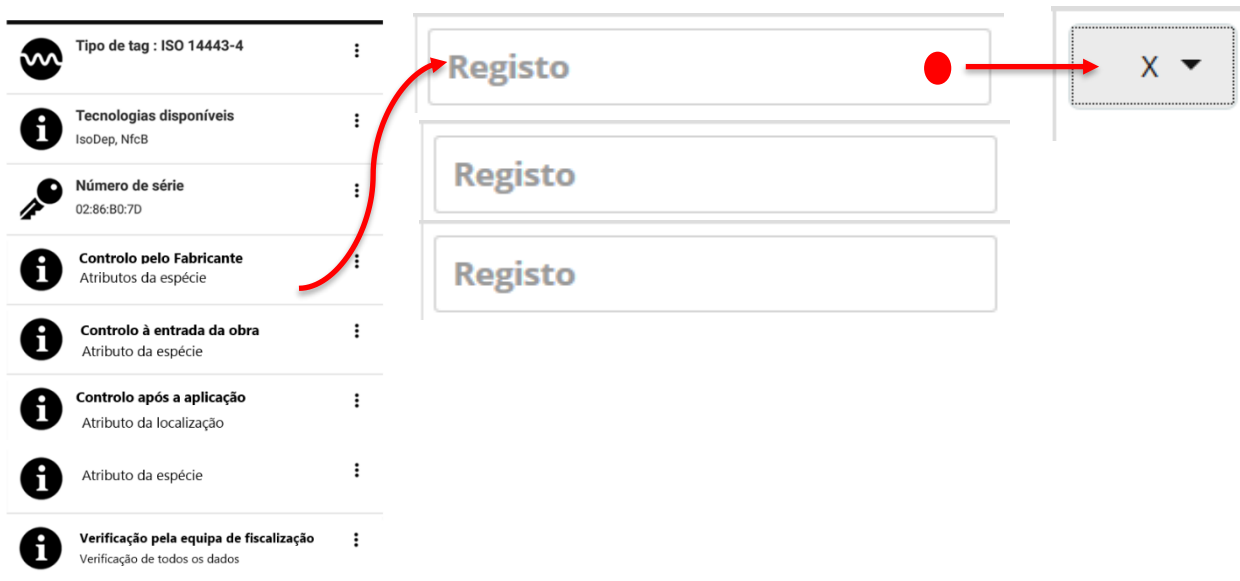 Tipo de tag : ISO 14443-4
Tecnologias disponíveis
IsoDep, NfcB
Número de série
02:86:B0:7D
Controlo pelo Fabricante
Atributos da espécie
Controlo à entrada da obra
Atributo da espécie
Controlo após a aplicação
Atributo da localização
Atributo da espécie
Verificação pela equipa de fiscalização
Verificação de todos os dados
Registo
Registo
Registo
X